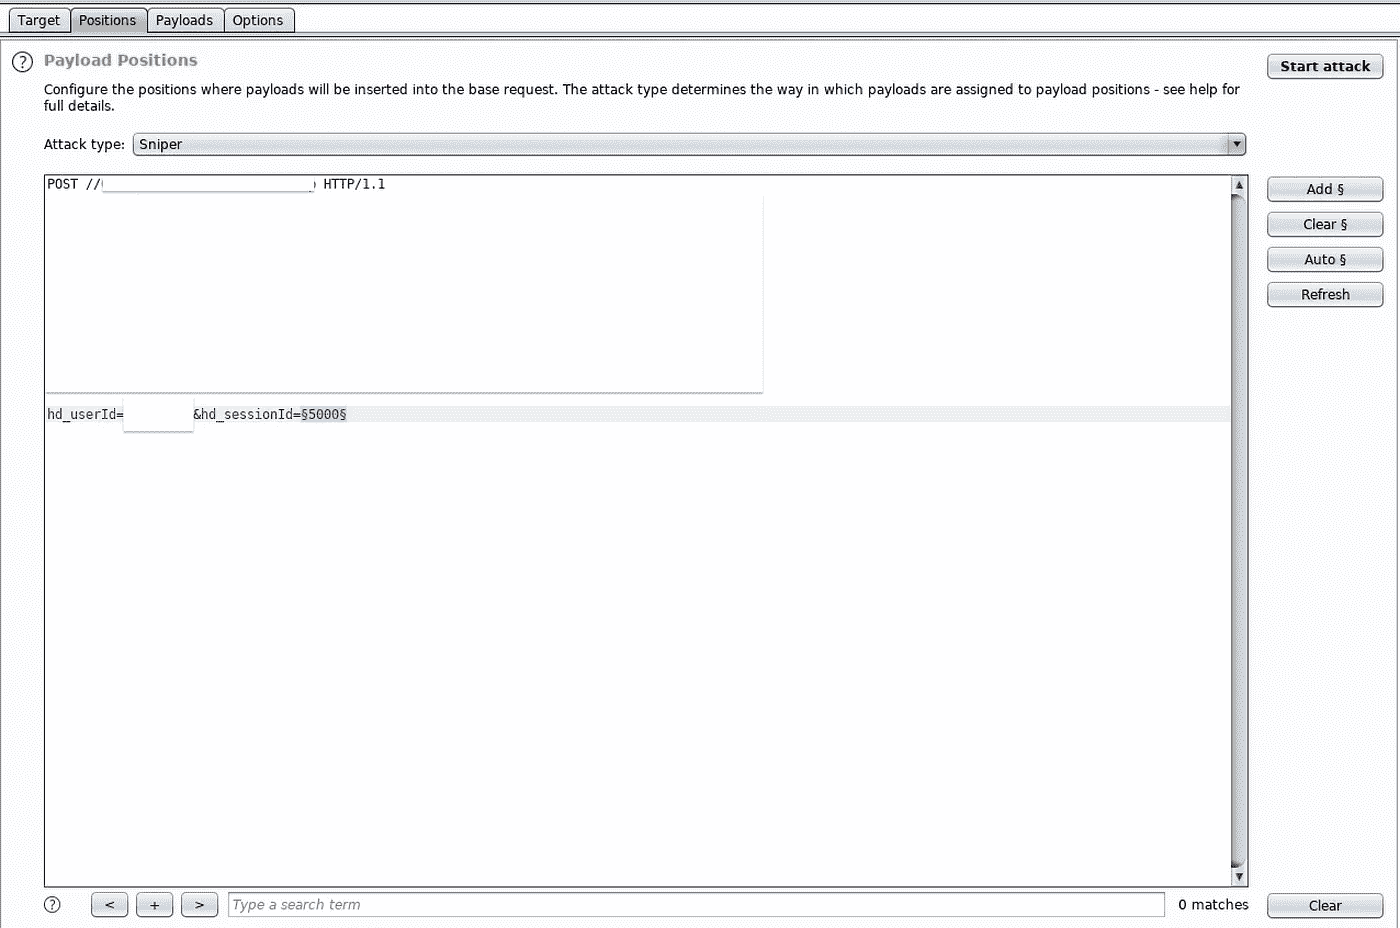 Target Positions Payloads Options
? Payload Positions
Start attack
Configure the positions where payloads will be inserted into the base request. The attack type determines the way in which payloads are assigned to payload positions - see help for
full details.
Attack type: Sniper
POST // HTTP/1.1
Add §
Clear §
Auto §
Refresh
hd_userId= &hd_sessionId=§5000§
? < + > Type a search term 0 matches Clear